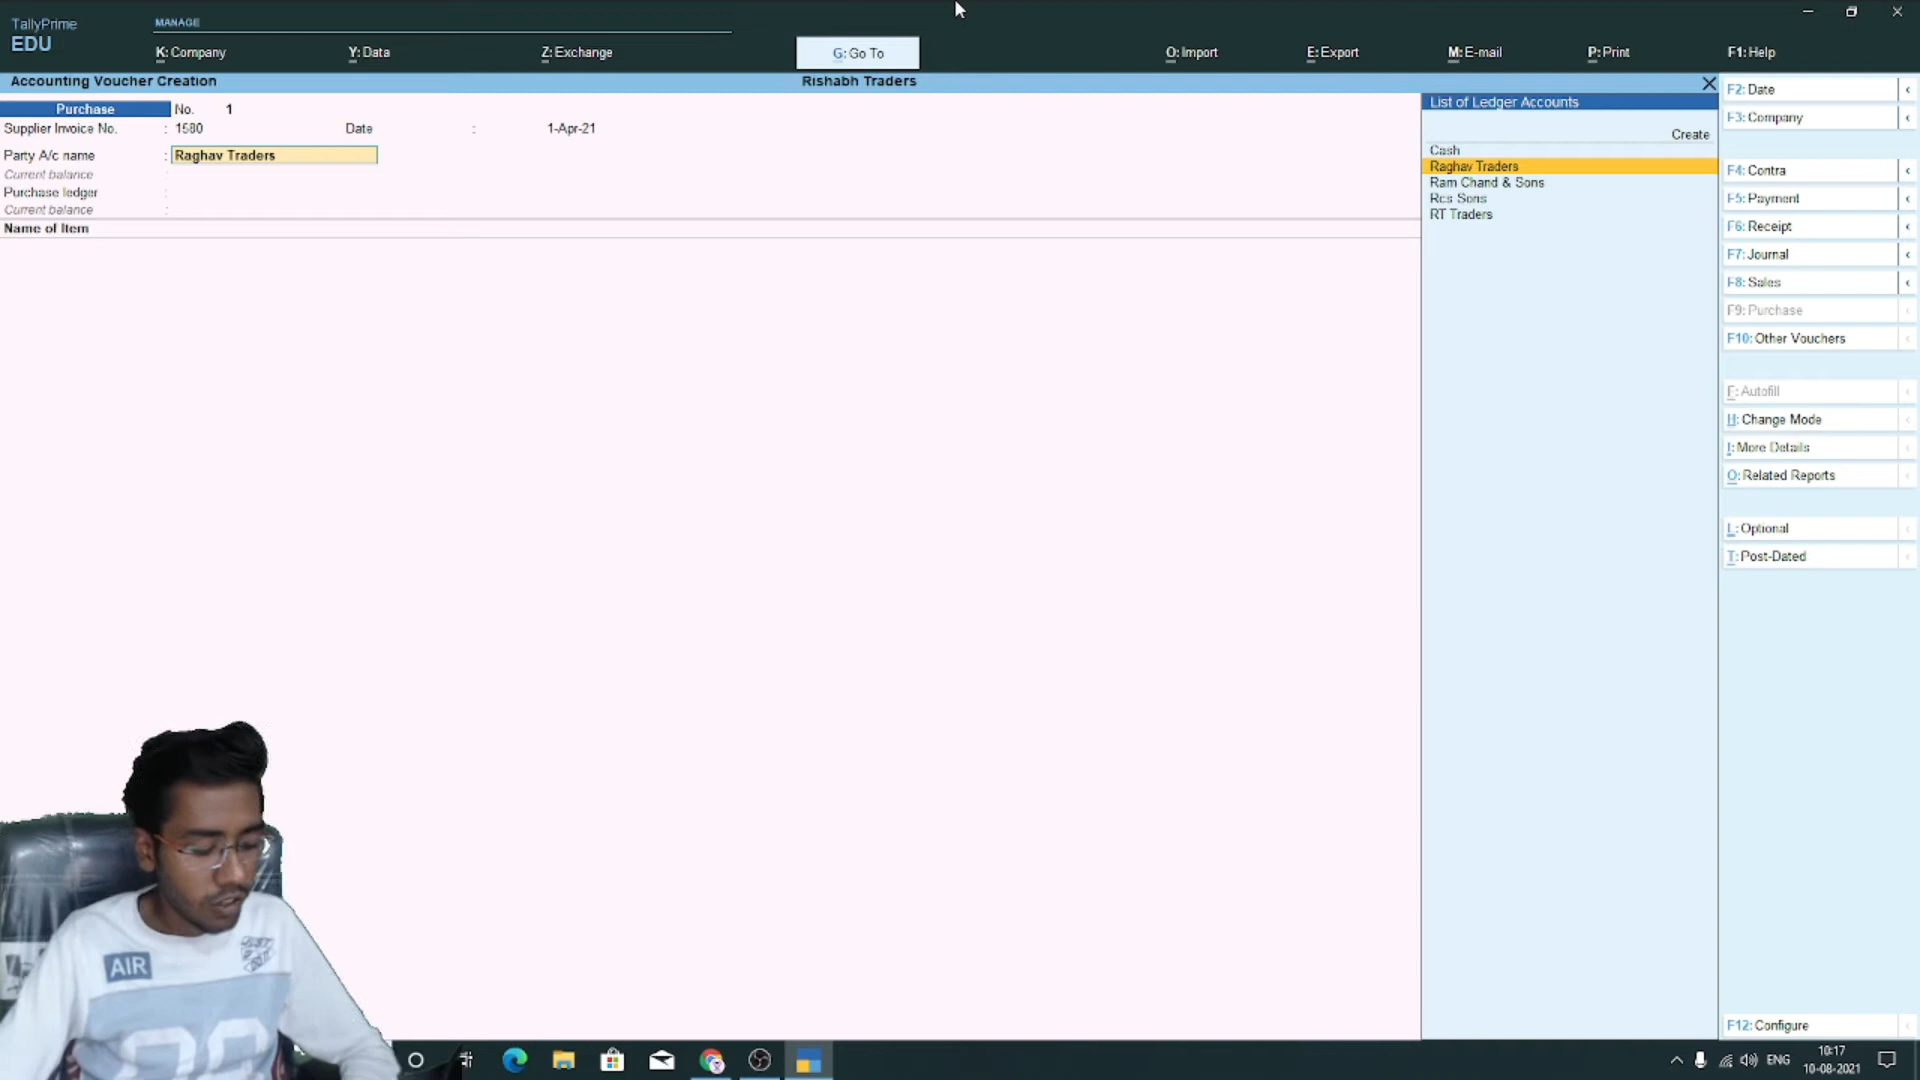 TallyPrime
EDU
MANAGE
K: Company
Y: Data
Z: Exchange
G: Go To
O: Import
E: Export
M: E-mail
P: Print
F1: Help
Accounting Voucher Creation
Rishabh Traders
Purchase No. 1
Supplier Invoice No. : 1580 Date : 1-Apr-21
Party A/c name : Raghav Traders
Current balance :
Purchase ledger :
Current balance :
Name of Item
List of Ledger Accounts
Create
Cash
Raghav Traders
Ram Chand & Sons
Rcs Sons
RT Traders
F2: Date
F3: Company
F4: Contra
F5: Payment
F6: Receipt
F7: Journal
F8: Sales
F9: Purchase
F10: Other Vouchers
F: Autofill
H: Change Mode
I: More Details
O: Related Reports
L: Optional
T: Post-Dated
F12: Configure
AIR
ENG
10:17
10-08-2021